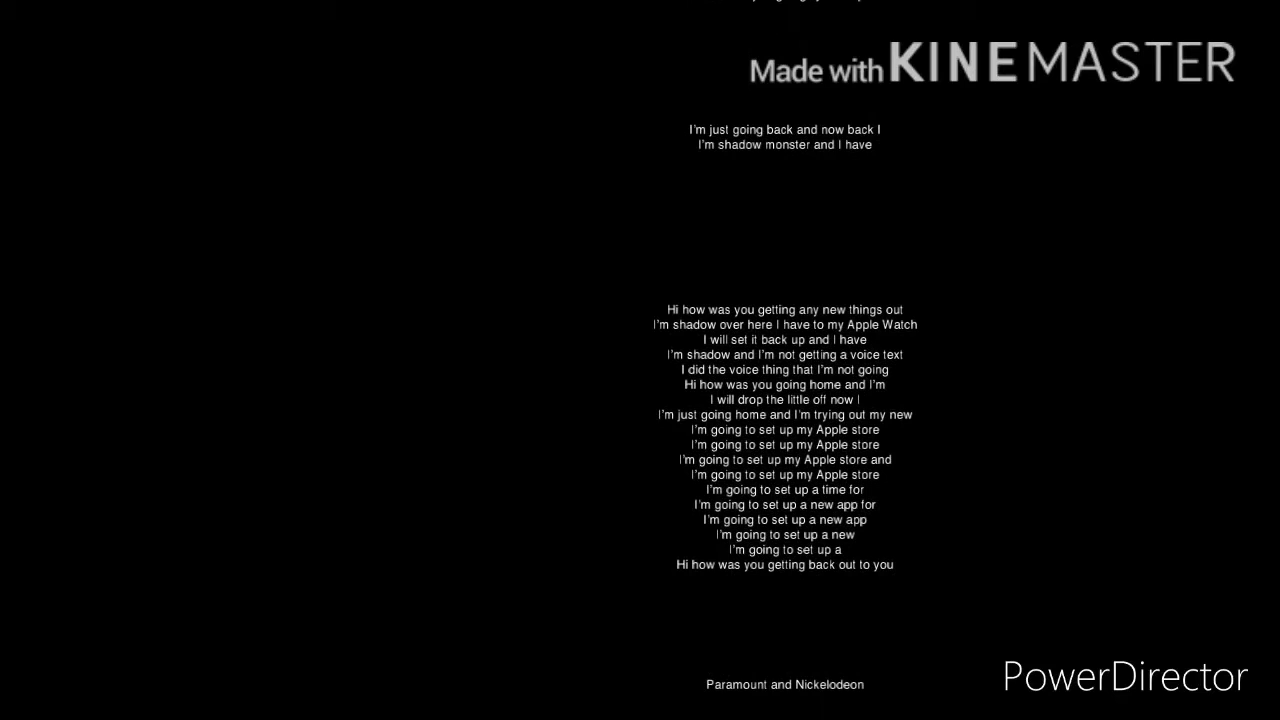 Made with KINEMASTER
I'm just going back and now back I
I'm shadow monster and I have
Hi how was you getting any new things out
I'm shadow over here I have to my Apple Watch
I will set it back up and I have
I'm shadow and I'm not getting a voice text
I did the voice thing that I'm not going
Hi how was you going home and I'm
I will drop the little off now I
I'm just going home and I'm trying out my new
I'm going to set up my Apple store
I'm going to set up my Apple store
I'm going to set up my Apple store and
I'm going to set up my Apple store
I'm going to set up a time for
I'm going to set up a new app for
I'm going to set up a new app
I'm going to set up a new
I'm going to set up a
Hi how was you getting back out to you
Paramount and Nickelodeon
PowerDirector